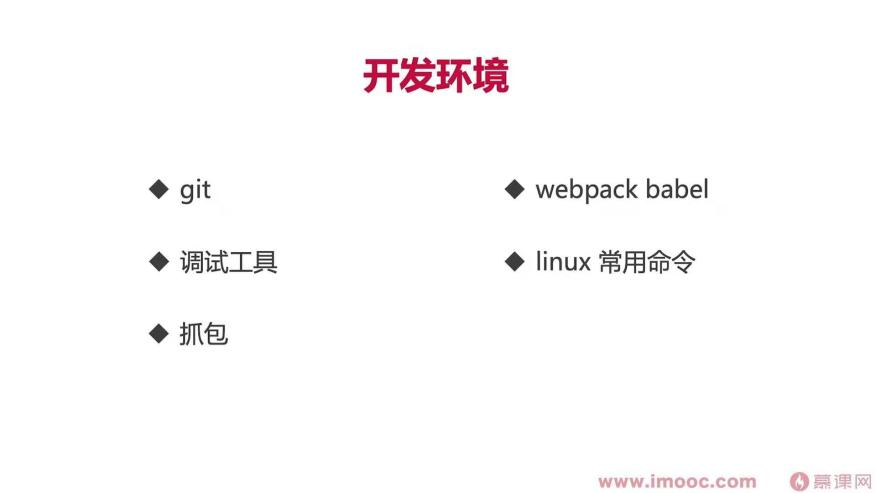 开发环境
git
webpack babel
调试工具
linux 常用命令
抓包
www.imooc.com 慕课网